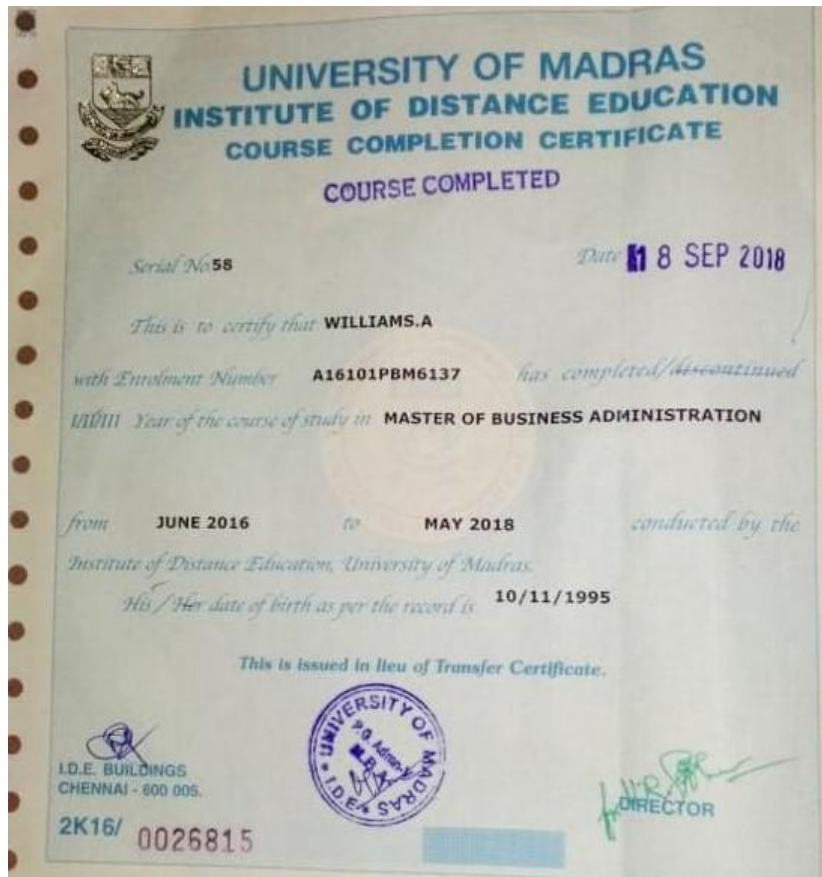 UNIVERSITY OF MADRAS
INSTITUTE OF DISTANCE EDUCATION
COURSE COMPLETION CERTIFICATE
COURSE COMPLETED
Serial No. 58
Date 18 SEP 2018
This is to certify that WILLIAMS.A
with Enrolment Number A16101PBM6137 has completed/discontinued
I/II/III Year of the course of study in MASTER OF BUSINESS ADMINISTRATION
from JUNE 2016 to MAY 2018 conducted by the
Institute of Distance Education, University of Madras.
His / Her date of birth as per the record is 10/11/1995
This is issued in lieu of Transfer Certificate.
UNIVERSITY OF MADRAS
I.D.E.
I.D.E. BUILDINGS
CHENNAI - 600 005.
DIRECTOR
2K16/ 0026815